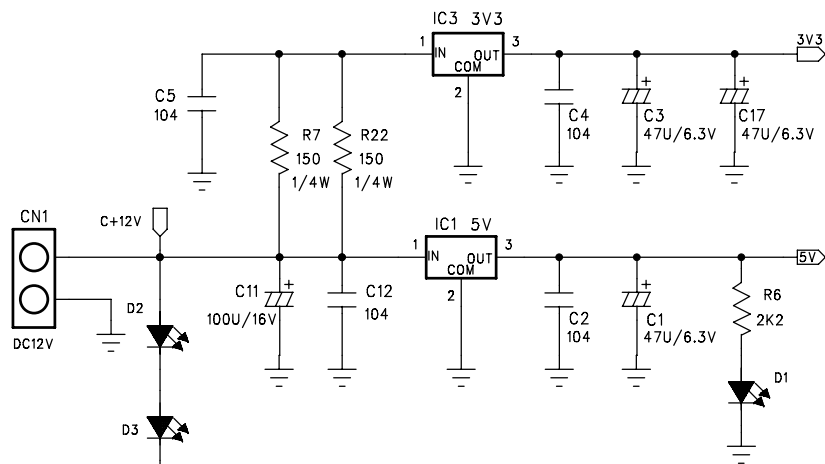 IC3 3V3
1
IN
OUT
3
COM
2
3V3
C5
104
R7
150
1/4W
R22
150
1/4W
C4
104
+
C3
47U/6.3V
+
C17
47U/6.3V
CN1
DC12V
C+12V
D2
D3
+
C11
100U/16V
C12
104
IC1 5V
1
IN
OUT
3
COM
2
5V
C2
104
+
C1
47U/6.3V
R6
2K2
D1